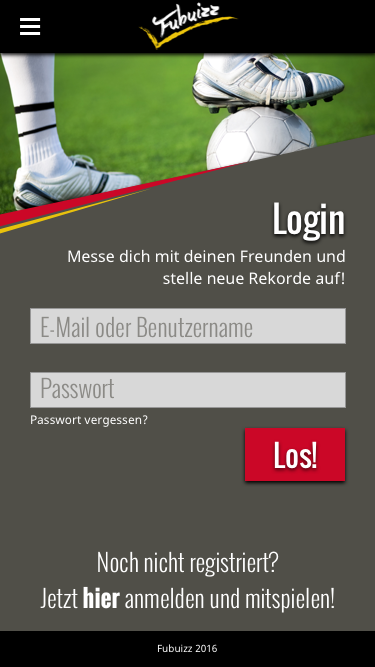 Fubuizz
Login
Messe dich mit deinen Freunden und
stelle neue Rekorde auf!
E-Mail oder Benutzername
Passwort
Passwort vergessen?
Los!
Noch nicht registriert?
Jetzt hier anmelden und mitspielen!
Fubuizz 2016